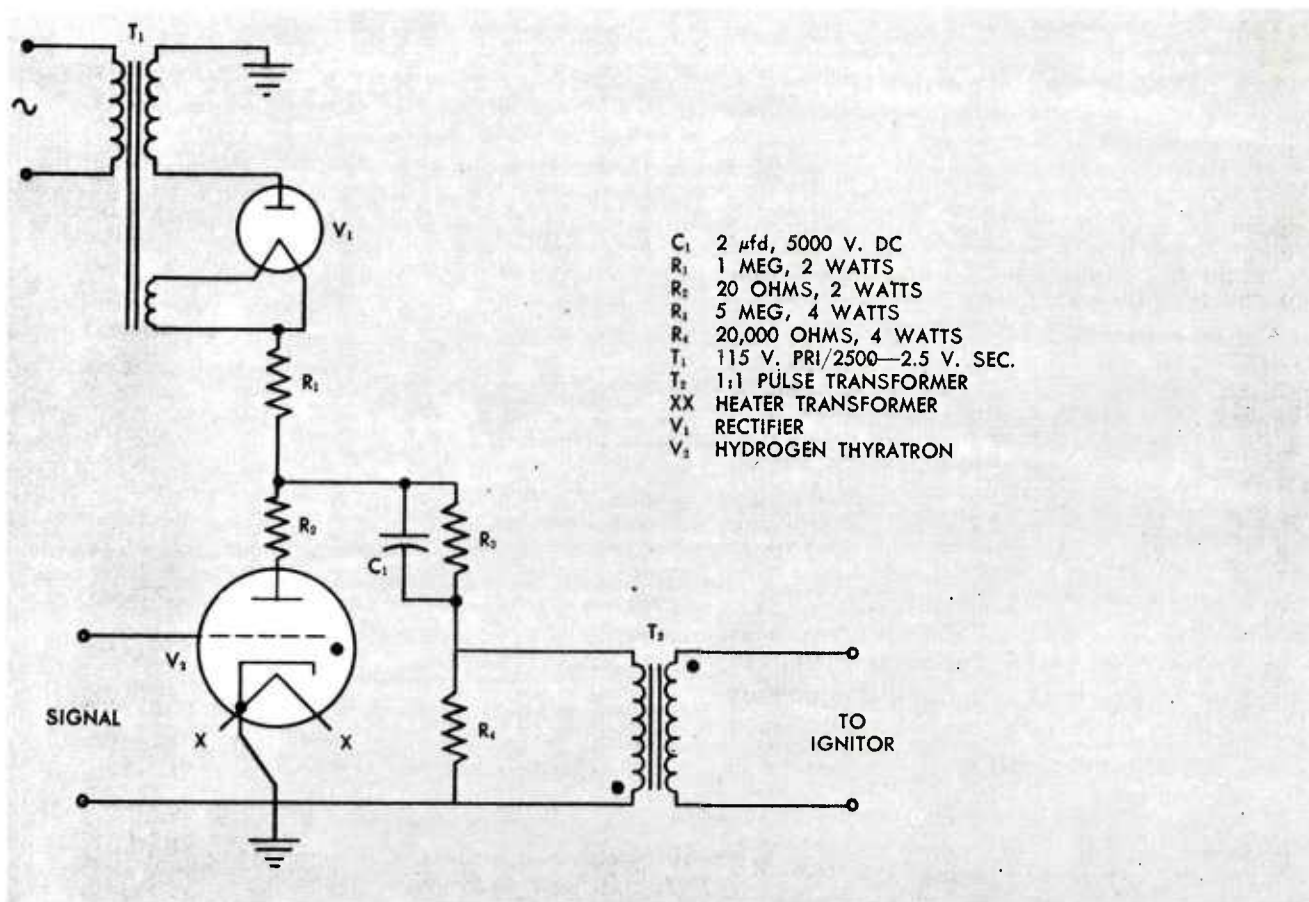 T₁
V₁
C₁ 2 μfd, 5000 V. DC
R₁ 1 MEG, 2 WATTS
R₂ 20 OHMS, 2 WATTS
R₃ 5 MEG, 4 WATTS
R₄ 20,000 OHMS, 4 WATTS
T₁ 115 V. PRI/2500—2.5 V. SEC.
T₂ 1:1 PULSE TRANSFORMER
XX HEATER TRANSFORMER
V₁ RECTIFIER
V₂ HYDROGEN THYRATRON
R₁
R₂
R₃
C₁
T₂
V₂
SIGNAL
X
X
R₄
TO
IGNITOR